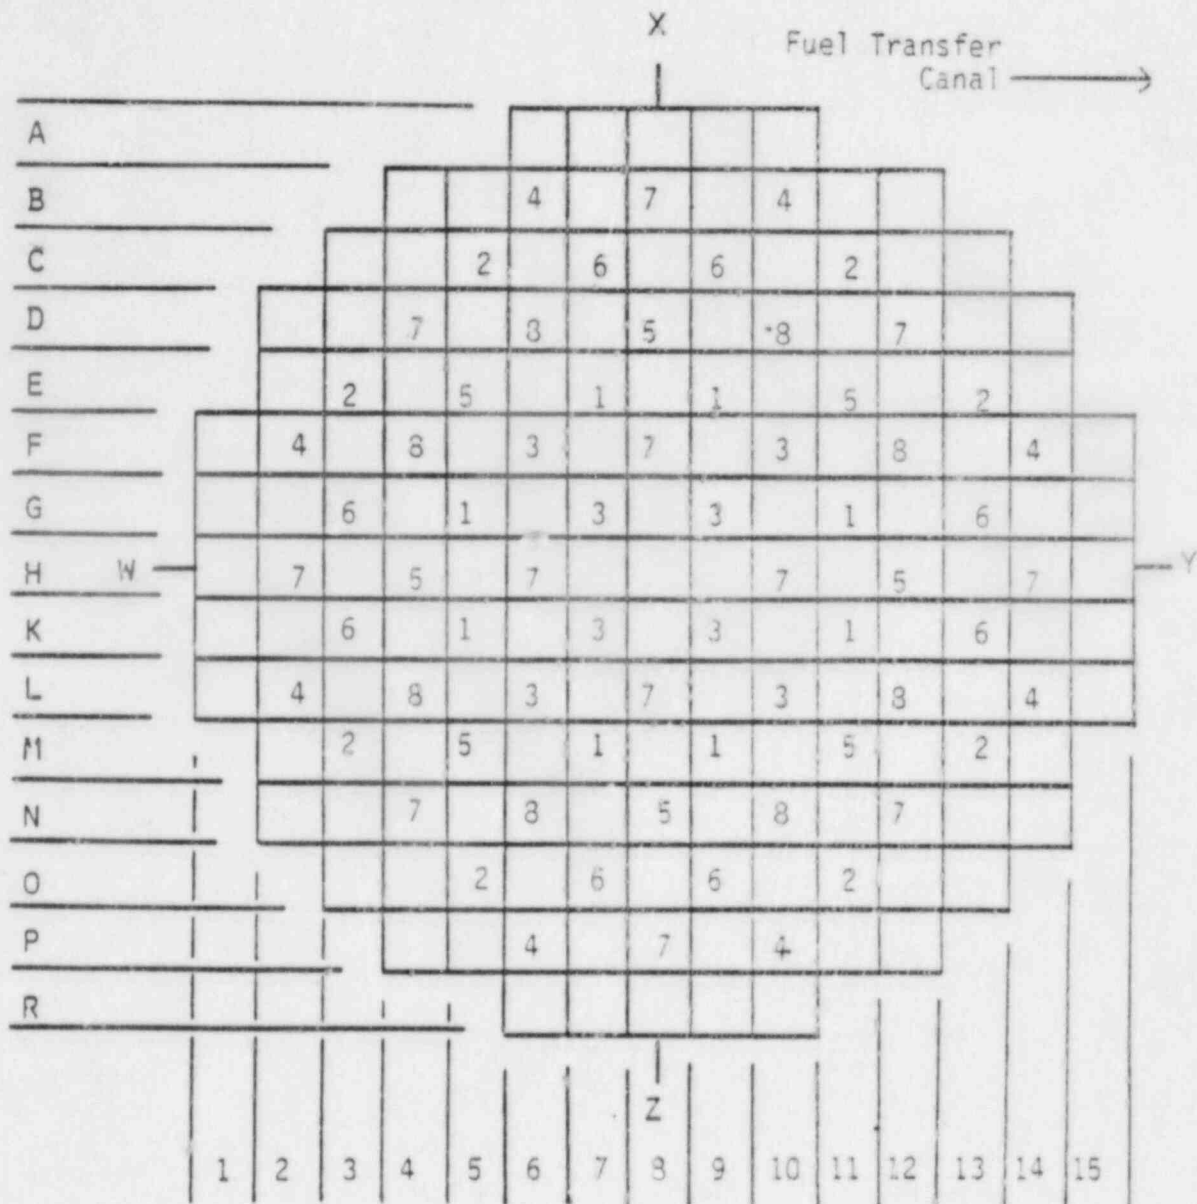 X
Fuel Transfer
Canal
A
B 4 7 4
C 2 6 6 2
D 7 8 5 8 7
E 2 5 1 1 5 2
F 4 8 3 7 3 8 4
G 6 1 3 3 1 6
H W 7 5 7 7 5 7 Y
K 6 1 3 3 1 6
L 4 8 3 7 3 8 4
M 2 5 1 1 5 2
N 7 8 5 8 7
O 2 6 6 2
P 4 7 4
R
Z
1 2 3 4 5 6 7 8 9 10 11 12 13 14 15